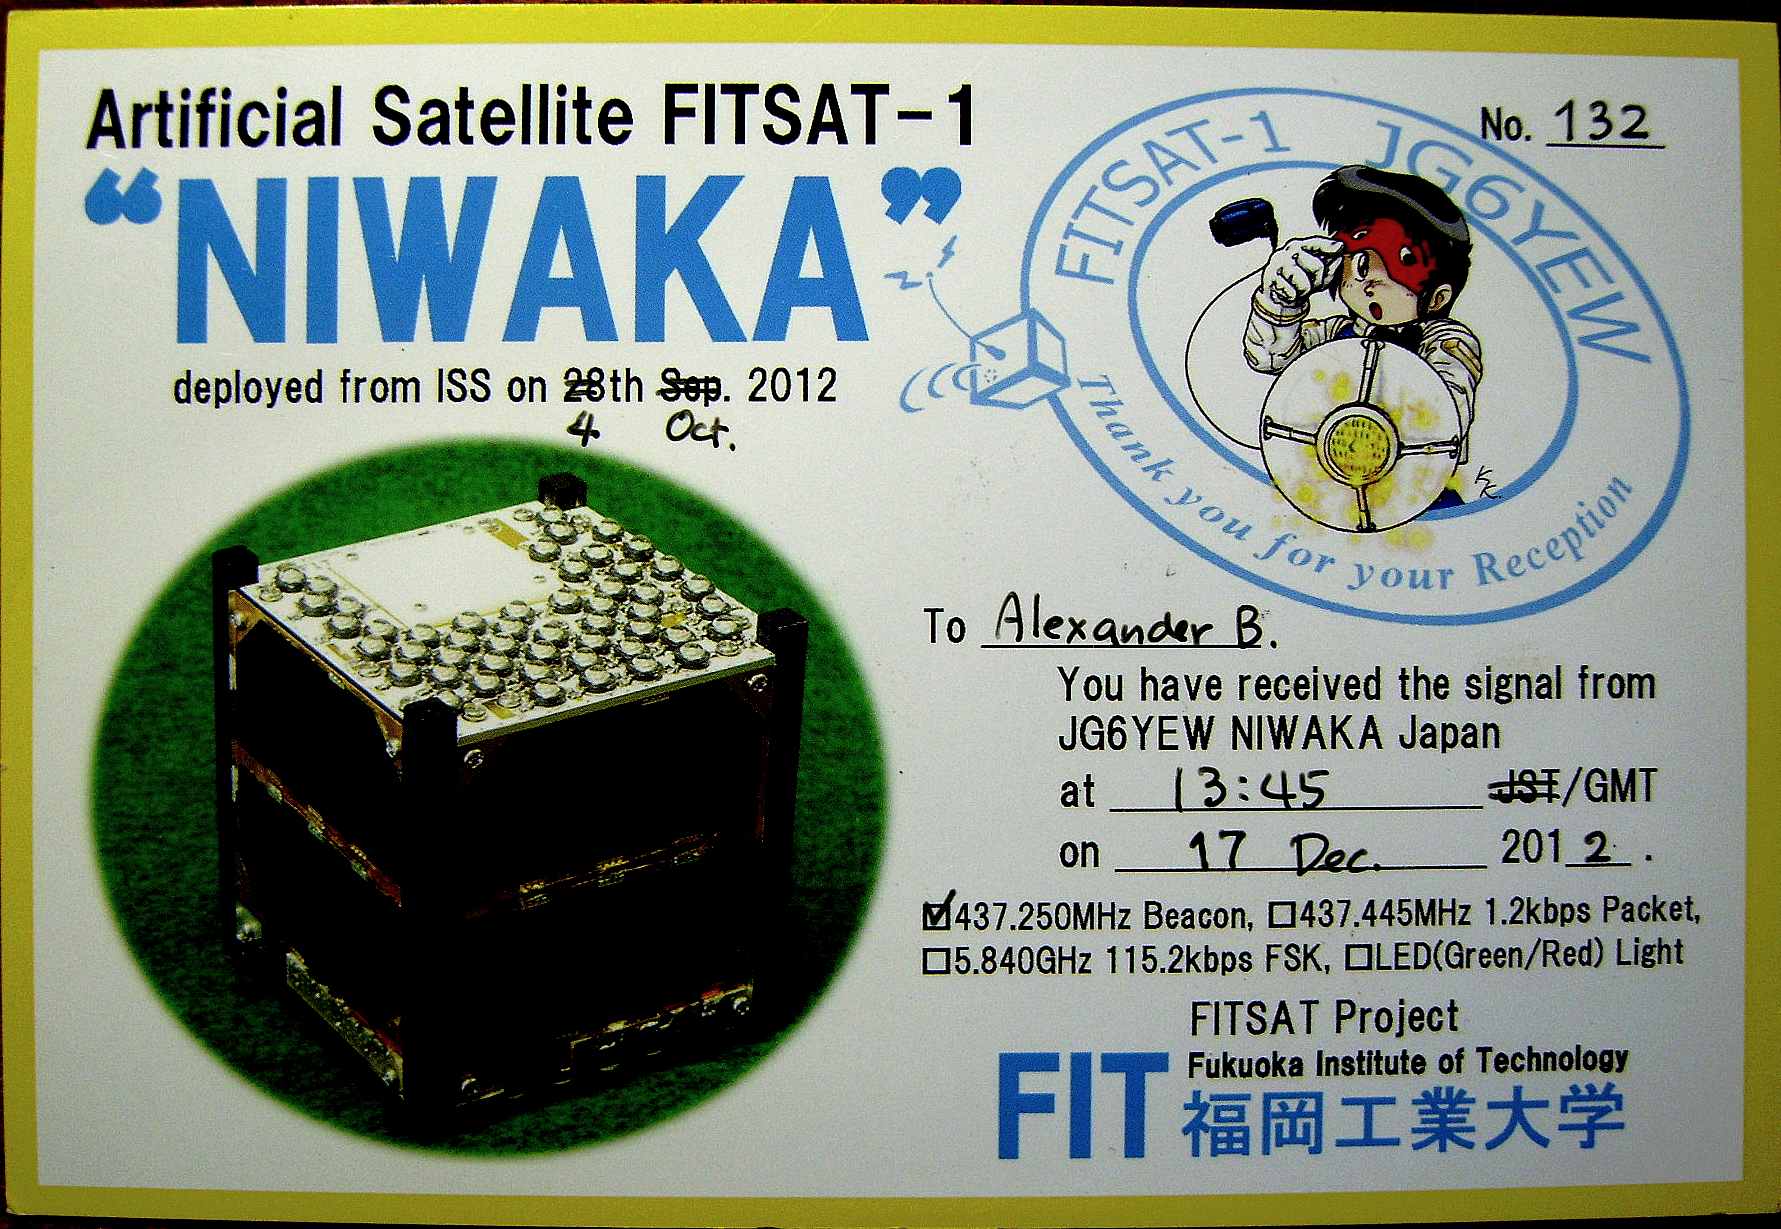 Artificial Satellite FITSAT-1
No. 132
"NIWAKA"
FITSAT-1 JG6YEW
Thank you for your Reception
deployed from ISS on 28th Sep. 2012
4 Oct.
KK
To Alexander B.
You have received the signal from
JG6YEW NIWAKA Japan
at 13:45 JST/GMT
on 17 Dec. 2012.
☑437.250MHz Beacon, □437.445MHz 1.2kbps Packet,
□5.840GHz 115.2kbps FSK, □LED(Green/Red) Light
FITSAT Project
FIT Fukuoka Institute of Technology
福岡工業大学